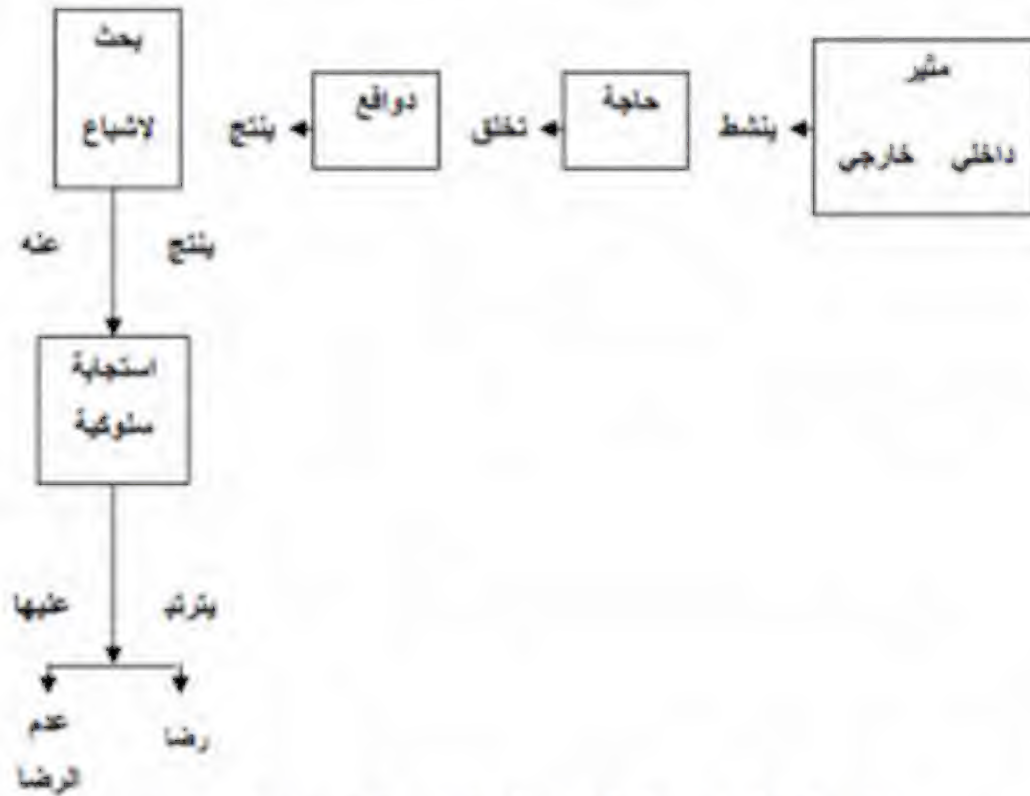 مثير
داخلي خارجي
ينشط
حاجة
تخلق
دوافع
ينتج
بحث
لاشباع
ينتج عنه
استجابة
سلوكية
يترتب عليها
رضا
عدم
الرضا